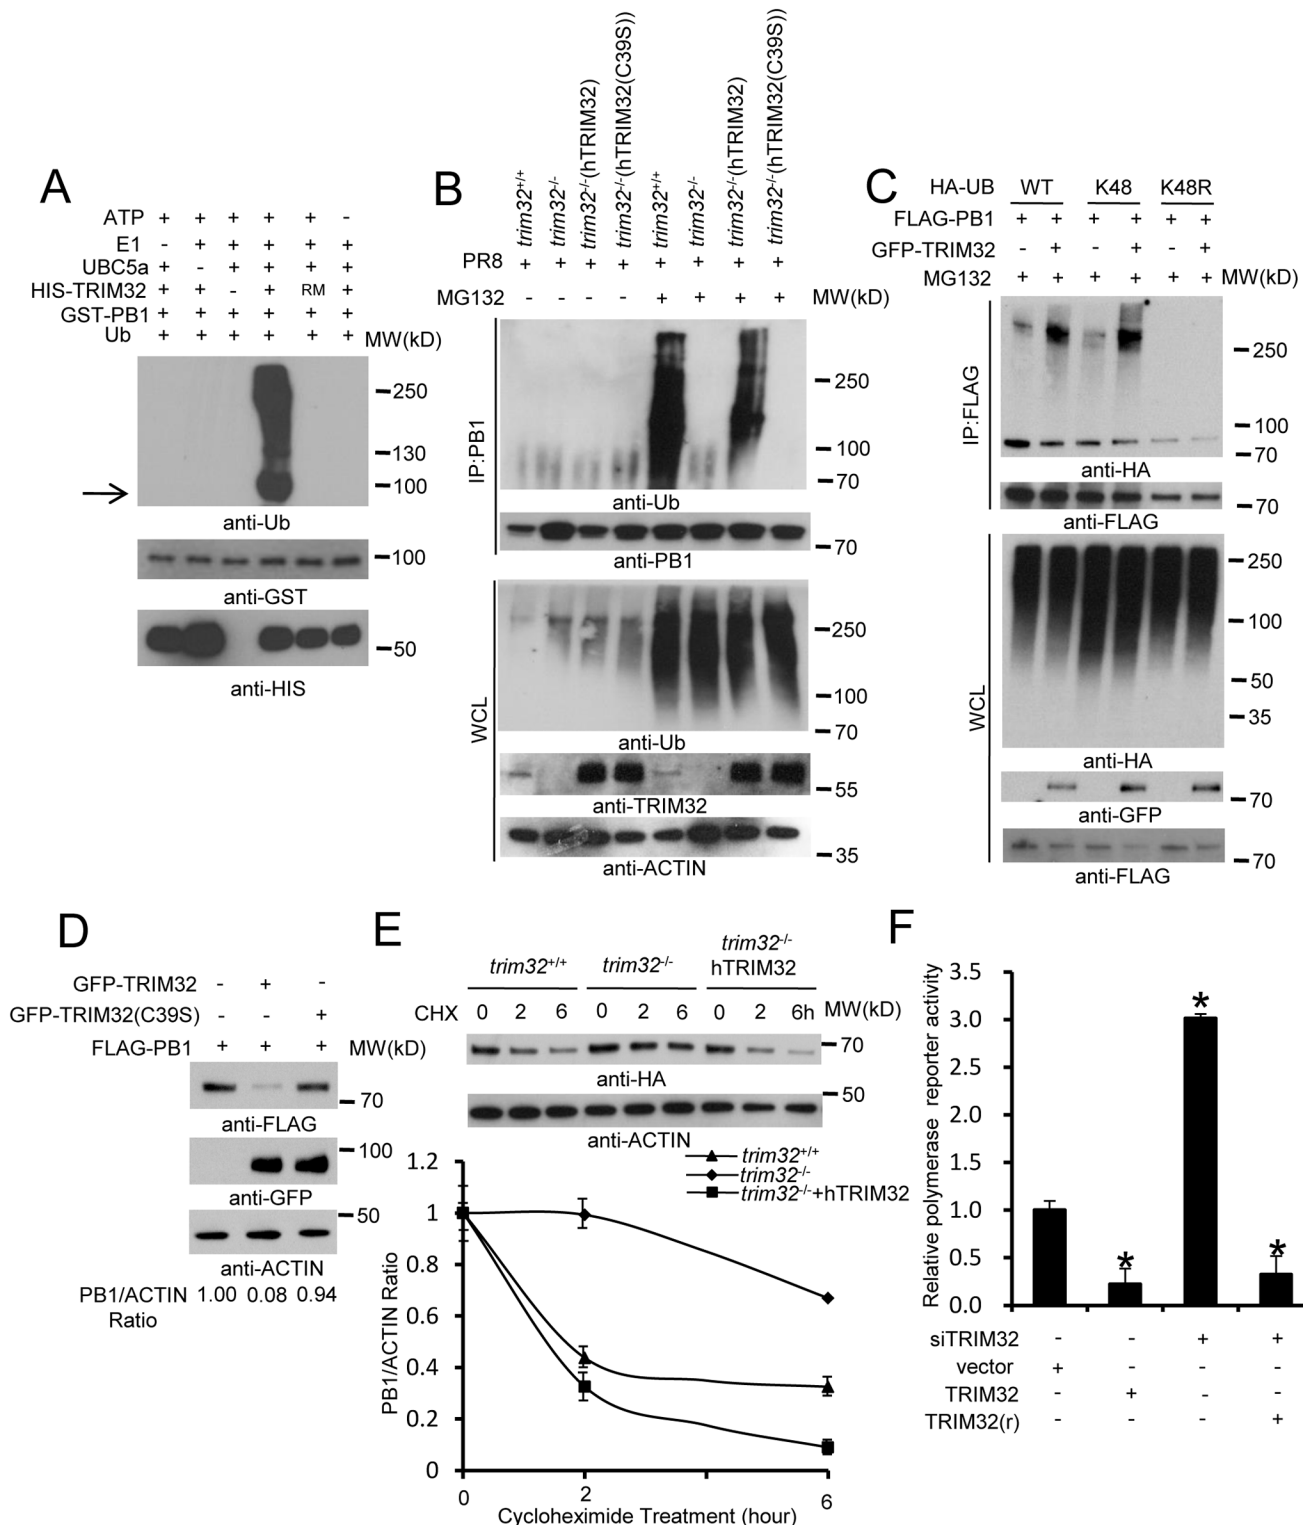 A
ATP + + + + + -
E1 - + + + + +
UBC5a + - + + + +
HIS-TRIM32 + + - + RM +
GST-PB1 + + + + + +
Ub + + + + + +
MW(kD)
250
130
100
anti-Ub
100
anti-GST
50
anti-HIS
B
trim32+/+
trim32-/-
trim32-/-(hTRIM32)
trim32-/-(hTRIM32(C39S))
trim32+/+
trim32-/-
trim32-/-(hTRIM32)
trim32-/-(hTRIM32(C39S))
PR8 + + + + + + + +
MG132 - - - - + + + +
MW(kD)
IP:PB1
250
100
70
anti-Ub
70
anti-PB1
WCL
250
100
70
anti-Ub
55
anti-TRIM32
35
anti-ACTIN
C
HA-UB WT K48 K48R
FLAG-PB1 + + + + + +
GFP-TRIM32 - + - + - +
MG132 + + + + + +
MW(kD)
IP:FLAG
250
100
70
anti-HA
70
anti-FLAG
WCL
250
100
50
35
anti-HA
70
anti-GFP
70
anti-FLAG
D
GFP-TRIM32 - + -
GFP-TRIM32(C39S) - - +
FLAG-PB1 + + +
MW(kD)
70
anti-FLAG
100
anti-GFP
50
anti-ACTIN
PB1/ACTIN 1.00 0.08 0.94
Ratio
E
trim32+/+ trim32-/- trim32-/-
hTRIM32
CHX 0 2 6 0 2 6 0 2 6h
MW(kD)
70
anti-HA
50
anti-ACTIN
trim32+/+
trim32-/-
trim32-/-+hTRIM32
PB1/ACTIN Ratio
1.2
1
0.8
0.6
0.4
0.2
0
0 2 6
Cycloheximide Treatment (hour)
F
Relative polymerase reporter activity
3.5
3.0
2.5
2.0
1.5
1.0
0.5
0.0
* * *
siTRIM32 - - + +
vector + - - -
TRIM32 - + - -
TRIM32(r) - - - +